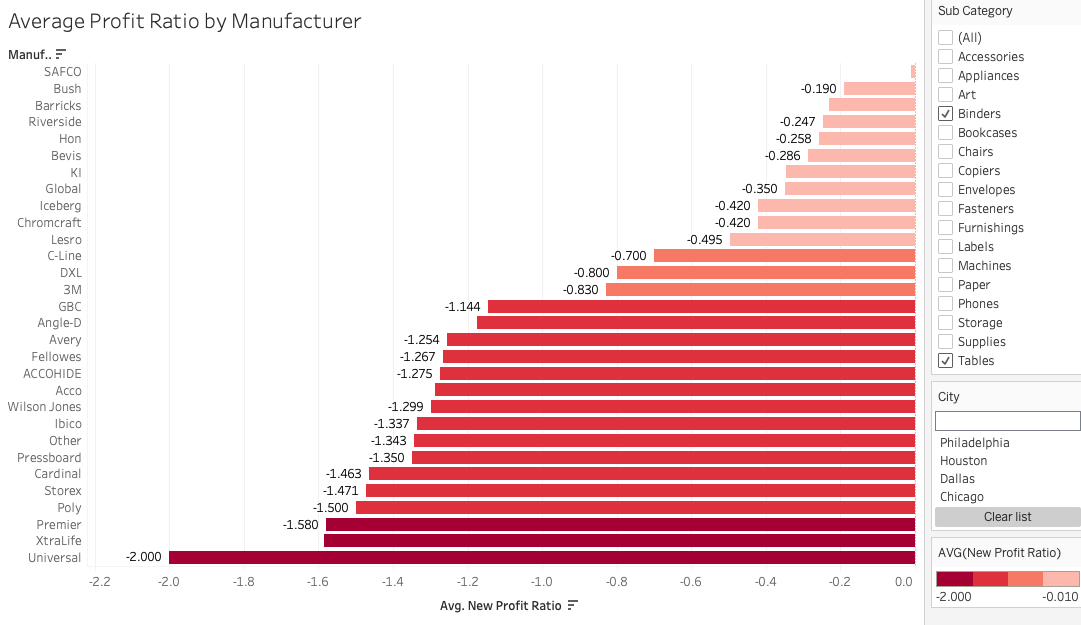 Average Profit Ratio by Manufacturer
Manuf..
SAFCO
Bush -0.190
Barricks
Riverside -0.247
Hon -0.258
Bevis -0.286
KI
Global -0.350
Iceberg -0.420
Chromcraft -0.420
Lesro -0.495
C-Line -0.700
DXL -0.800
3M -0.830
GBC -1.144
Angle-D
Avery -1.254
Fellowes -1.267
ACCOHIDE -1.275
Acco
Wilson Jones -1.299
Ibico -1.337
Other -1.343
Pressboard -1.350
Cardinal -1.463
Storex -1.471
Poly -1.500
Premier -1.580
XtraLife
Universal -2.000
-2.2 -2.0 -1.8 -1.6 -1.4 -1.2 -1.0 -0.8 -0.6 -0.4 -0.2 0.0
Avg. New Profit Ratio
Sub Category
(All)
Accessories
Appliances
Art
Binders
Bookcases
Chairs
Copiers
Envelopes
Fasteners
Furnishings
Labels
Machines
Paper
Phones
Storage
Supplies
Tables
City
Philadelphia
Houston
Dallas
Chicago
Clear list
AVG(New Profit Ratio)
-2.000 -0.010